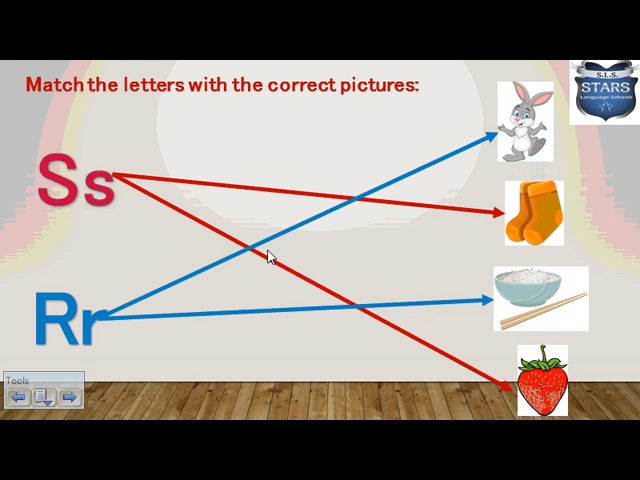 Match the letters with the correct pictures:
S.L.S.
STARS
Language Schools
Ss
Rr
Tools